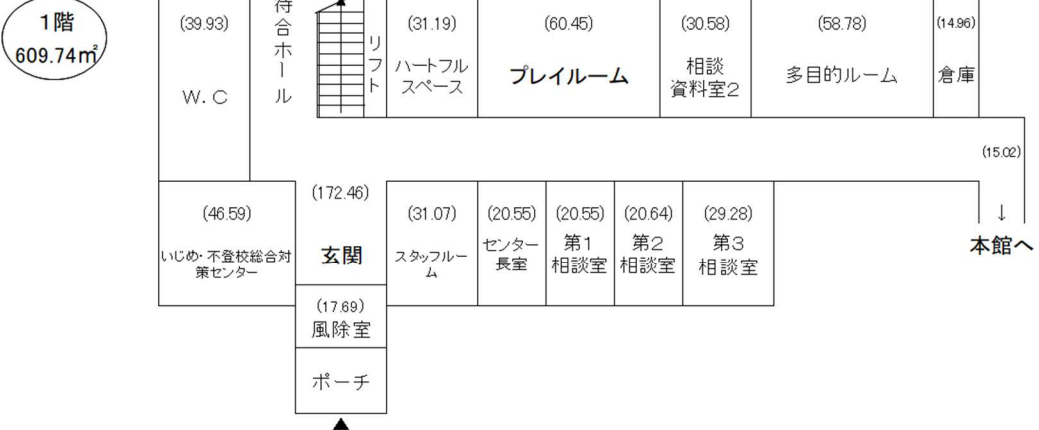 1階
609.74㎡
(39.93)
W.C
待合ホール
リフト
(31.19)
ハートフル
スペース
(60.45)
プレイルーム
(30.58)
相談
資料室2
(58.78)
多目的ルーム
(14.96)
倉庫
(15.02)
↓
本館へ
(46.59)
いじめ・不登校総合対
策センター
(172.46)
玄関
(31.07)
スタッフルー
ム
(20.55)
センター
長室
(20.55)
第1
相談室
(20.64)
第2
相談室
(29.28)
第3
相談室
(17.69)
風除室
ポーチ